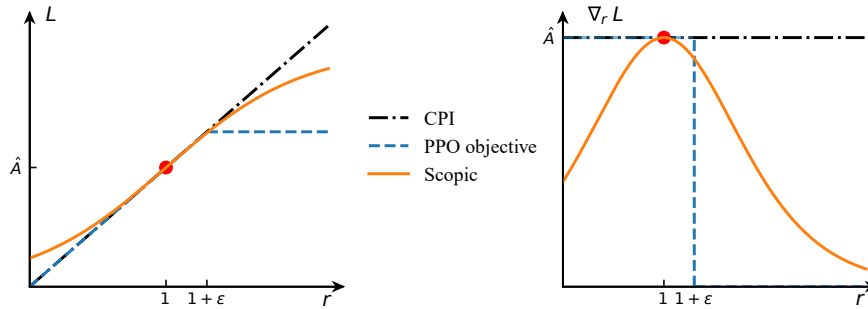 L
Â
1
1 + ε
r
CPI
PPO objective
Scopic
∇r L
Â
1
1 + ε
r